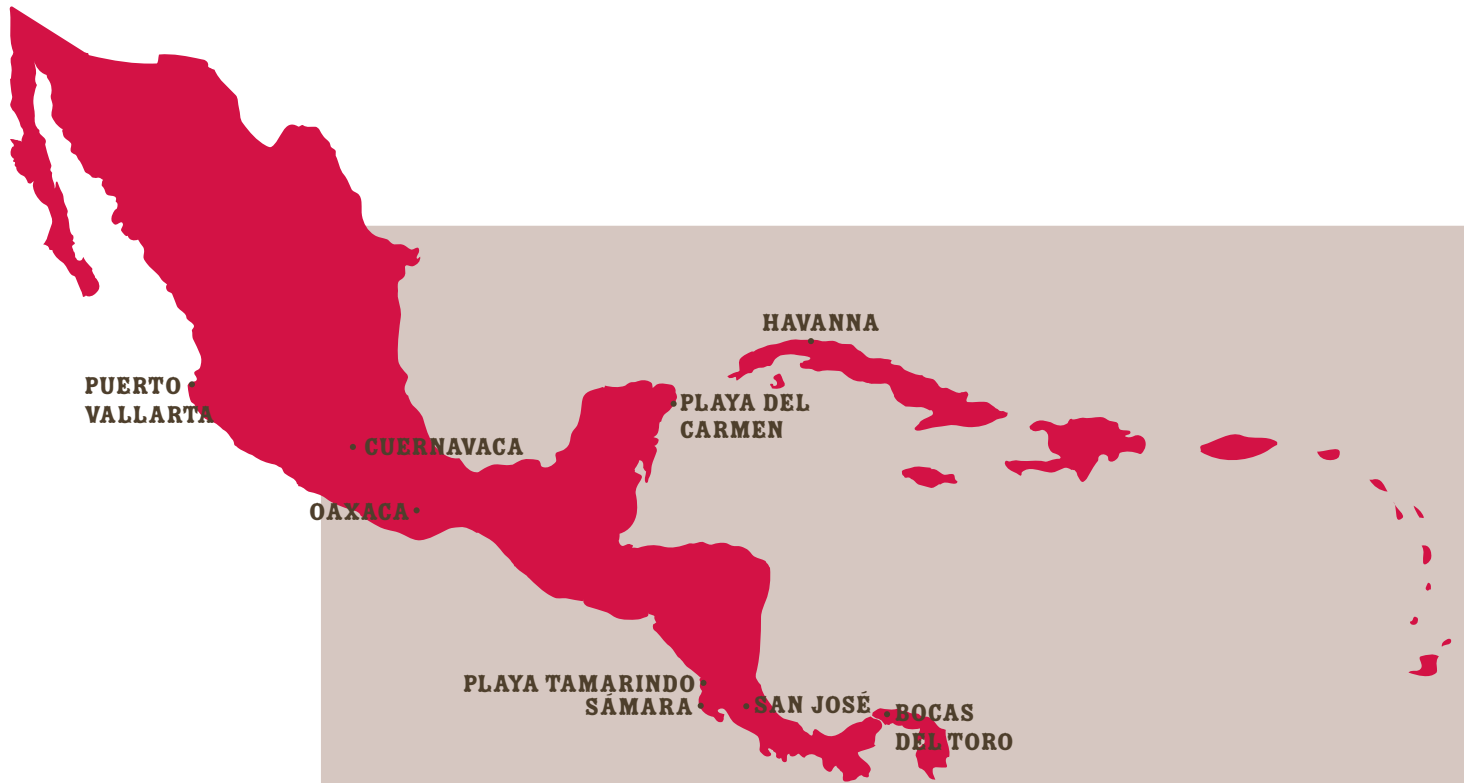 HAVANNA
PUERTO
VALLARTA
PLAYA DEL
CARMEN
CUERNAVACA
OAXACA
PLAYA TAMARINDO
SÁMARA
SAN JOSÉ
BOCAS
DEL TORO